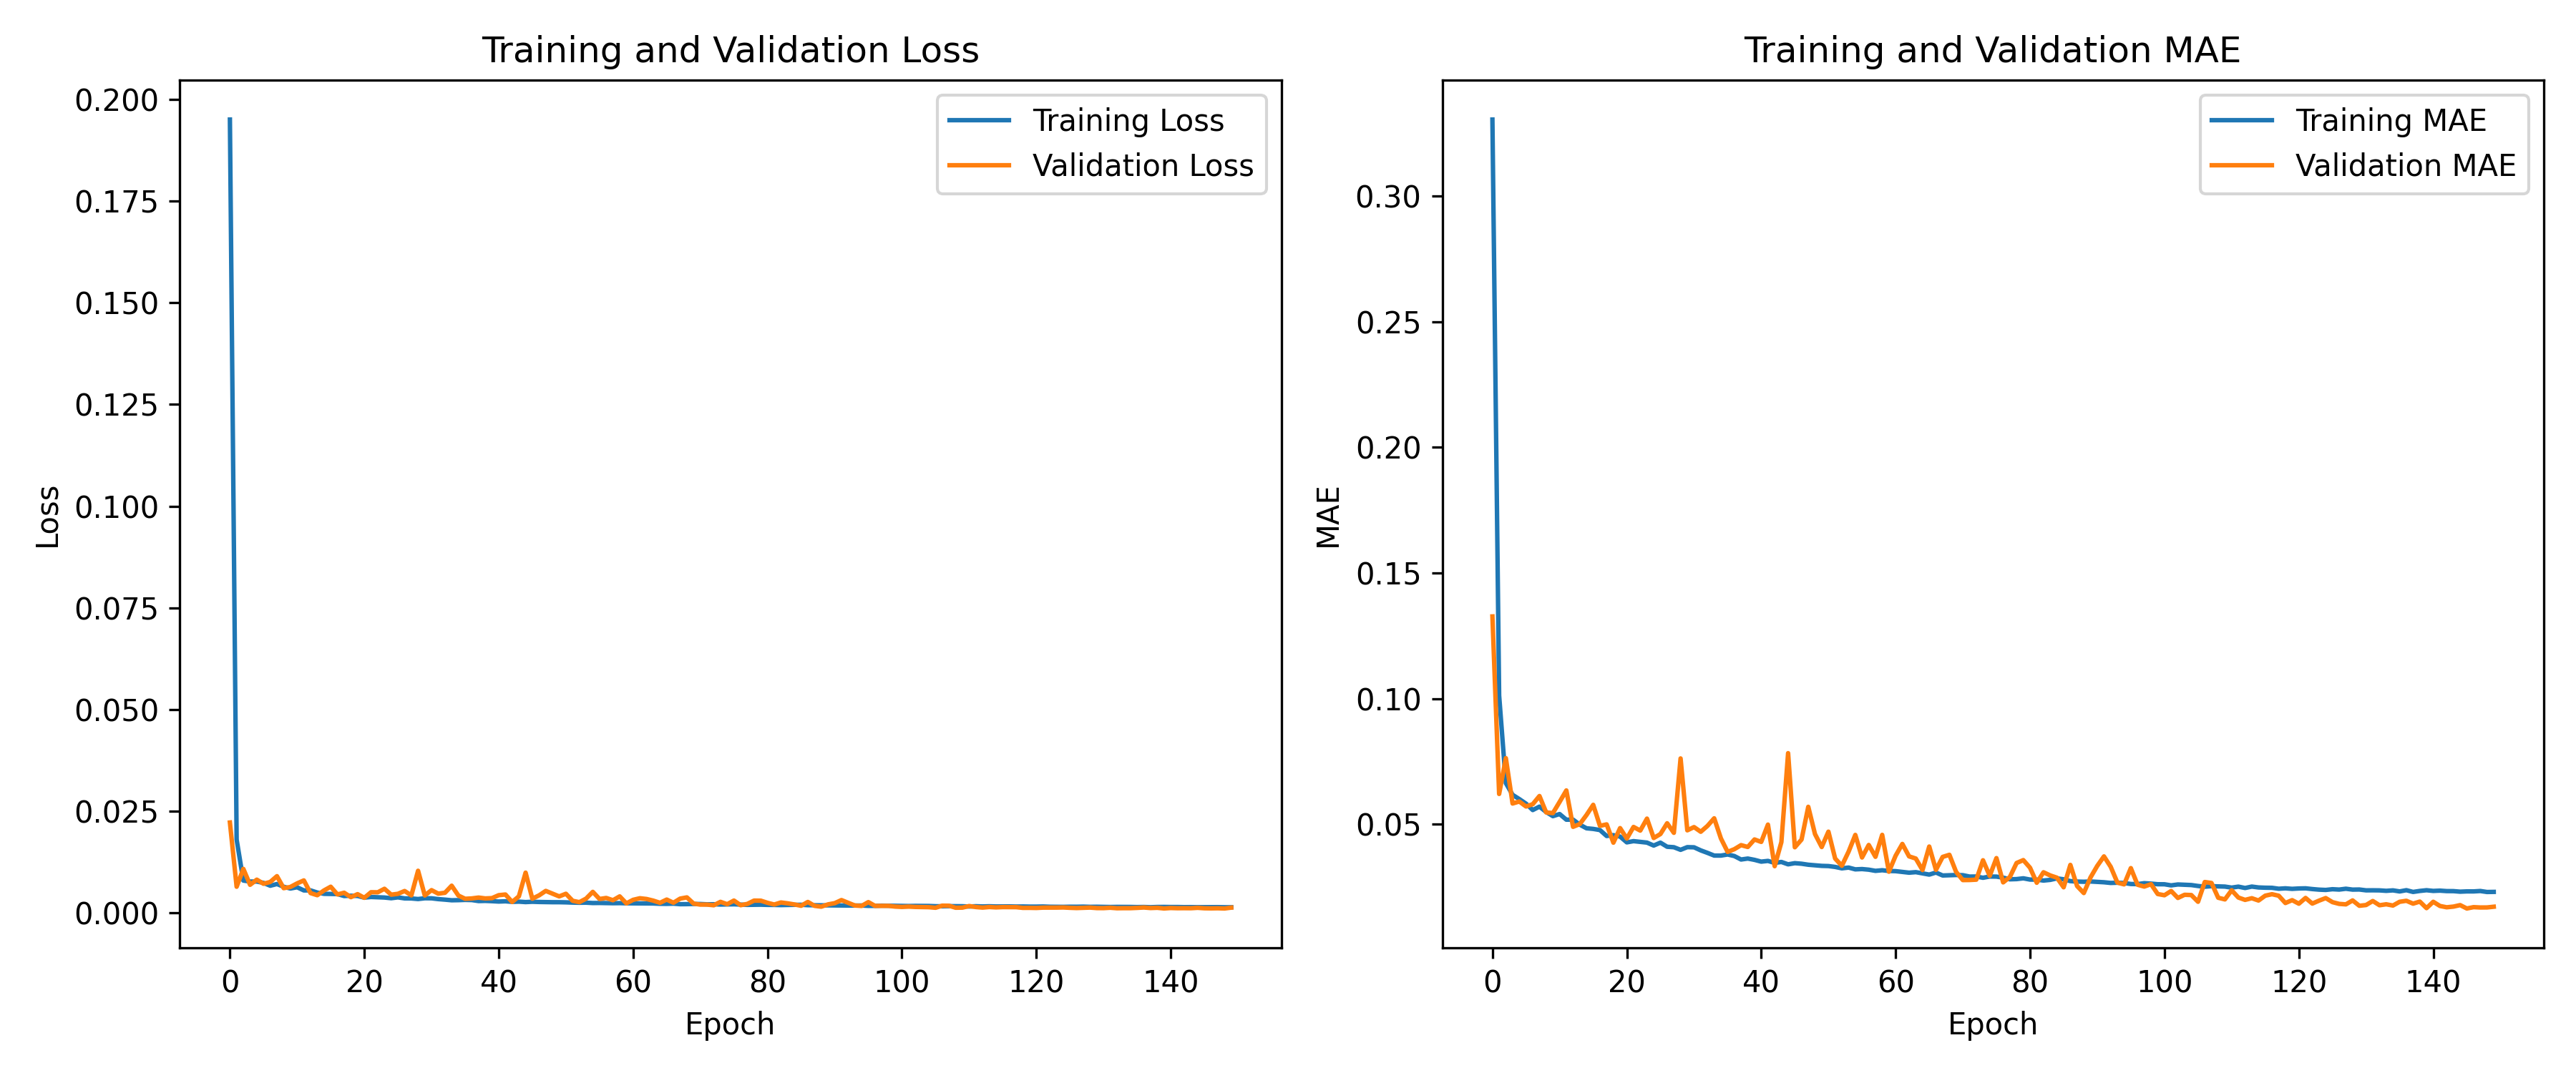 Training and Validation Loss
0.200
0.175
0.150
0.125
0.100
0.075
0.050
0.025
0.000
Loss
0 20 40 60 80 100 120 140
Epoch
Training Loss
Validation Loss
Training and Validation MAE
0.30
0.25
0.20
0.15
0.10
0.05
MAE
0 20 40 60 80 100 120 140
Epoch
Training MAE
Validation MAE